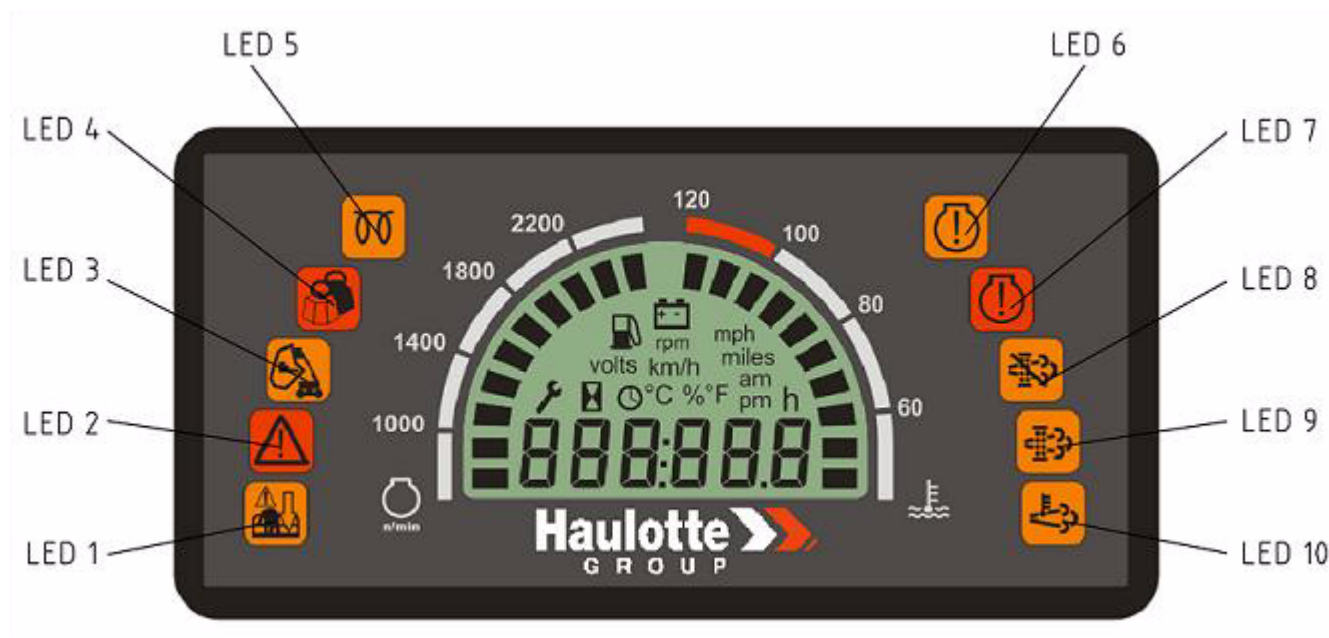 LED 5
LED 6
LED 4
LED 7
LED 3
LED 8
LED 2
LED 9
LED 1
LED 10
2200
1800
1400
1000
120
100
80
60
n/min
rpm
mph
volts
km/h
miles
°C
%
°F
am
pm
h
888:88.8
Haulotte
GROUP